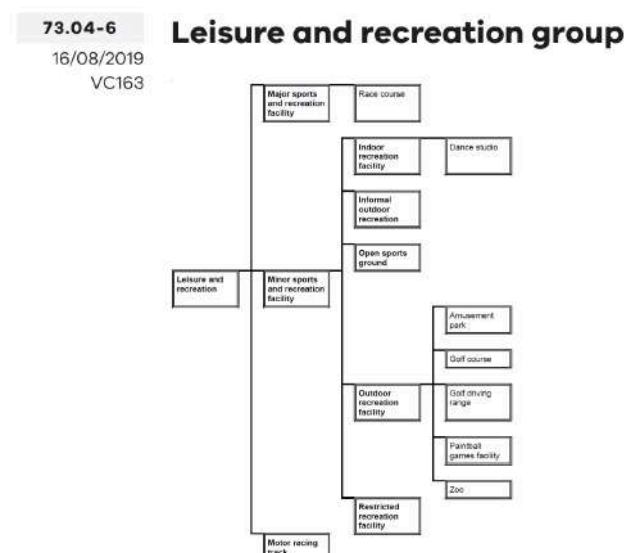 73.04-6
Leisure and recreation group
16/08/2019
VC163
Major sports
and recreation
facility
Race course
Indoor
recreation
facility
Dance studio
Informal
outdoor
recreation
Open sports
ground
Leisure and
recreation
Minor sports
and recreation
facility
Amusement
park
Golf course
Outdoor
recreation
facility
Golf driving
range
Paintball
games facility
Zoo
Restricted
recreation
facility
Motor racing
track